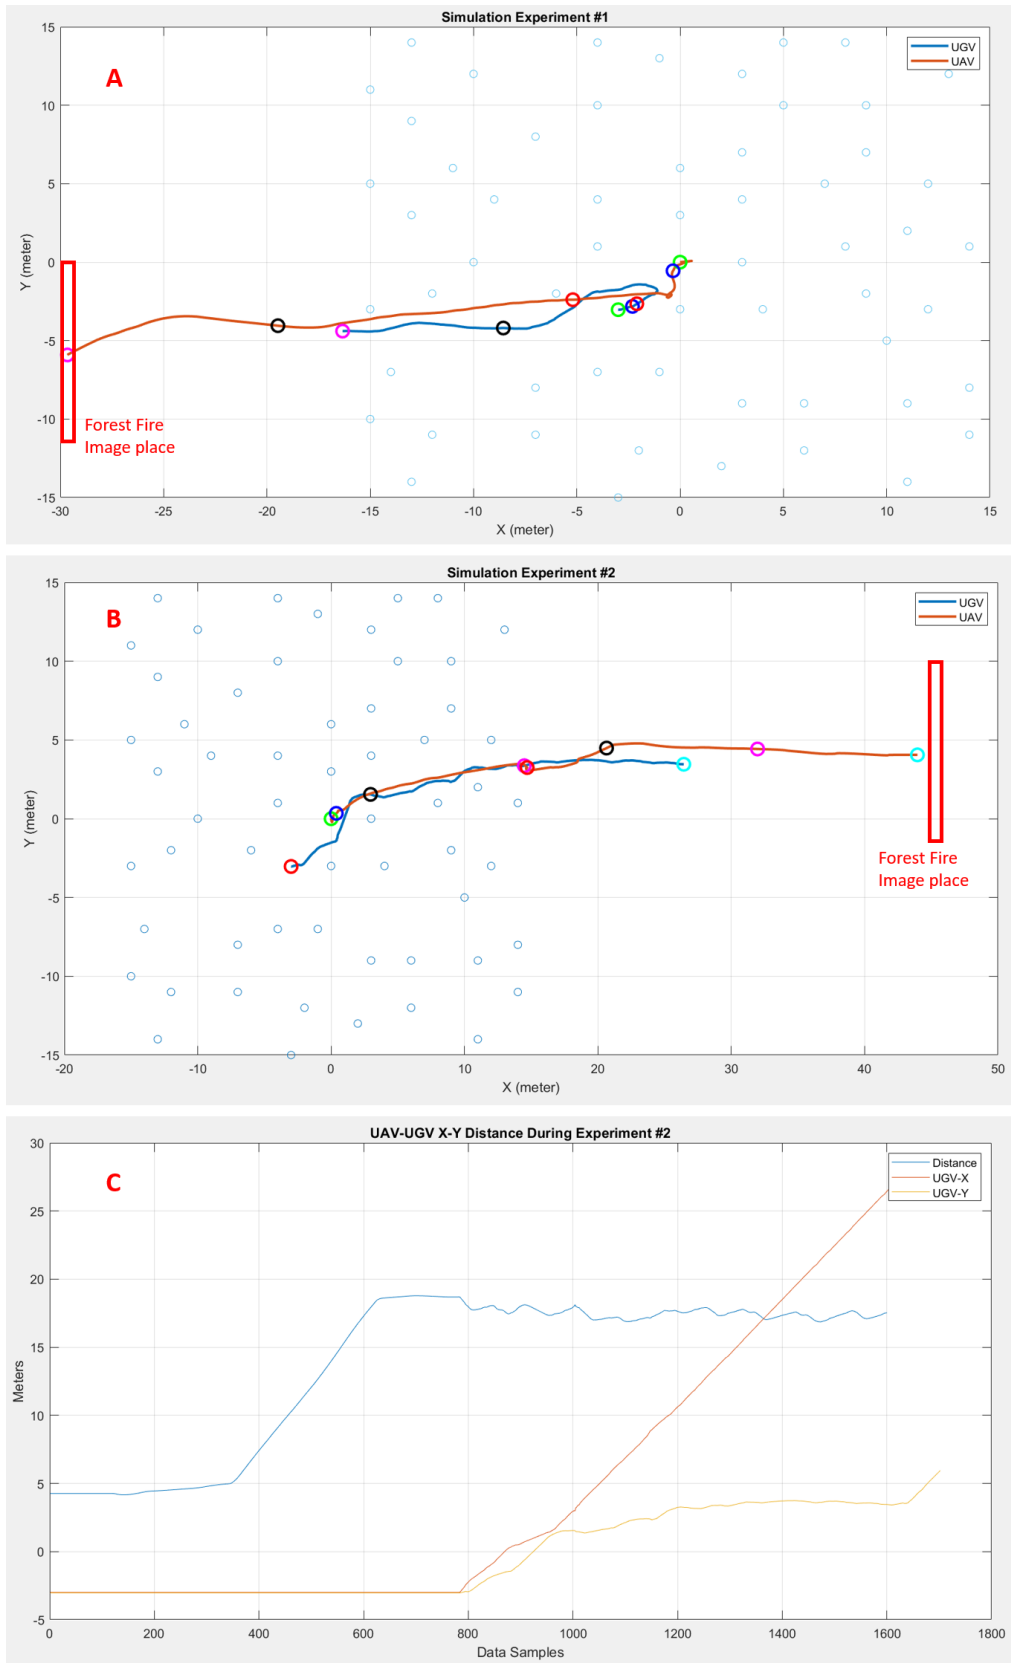 Simulation Experiment #1
A
UGV
UAV
15
10
5
0
-5
-10
-15
Y (meter)
Forest Fire
Image place
-30
-20
-15
-10
-5
0
5
10
15
X (meter)
Simulation Experiment #2
B
UGV
UAV
15
10
5
0
-5
-10
-15
Y (meter)
Forest Fire
Image place
-20
-10
0
10
20
30
40
50
X (meter)
UAV-UGV X-Y Distance During Experiment #2
C
Distance
UGV-X
UGV-Y
30
25
20
15
10
5
0
-5
Meters
0
200
400
600
800
1000
1200
1400
1600
1800
Data Samples